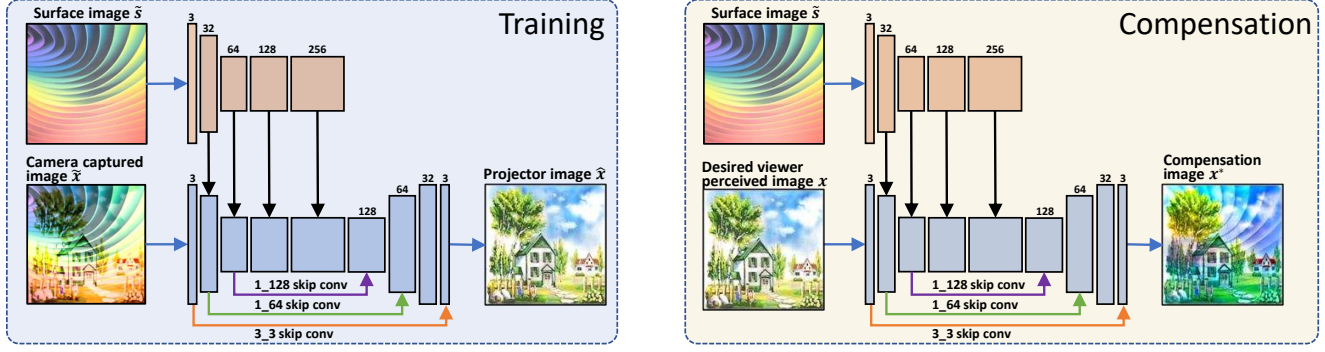 Training
Surface image s̃
3
32
64
128
256
Camera captured
image x̃
3
128
64
32
3
Projector image x̂
1_128 skip conv
1_64 skip conv
3_3 skip conv
Compensation
Surface image s̃
3
32
64
128
256
Desired viewer
perceived image x
3
128
64
32
3
Compensation
image x*
1_128 skip conv
1_64 skip conv
3_3 skip conv